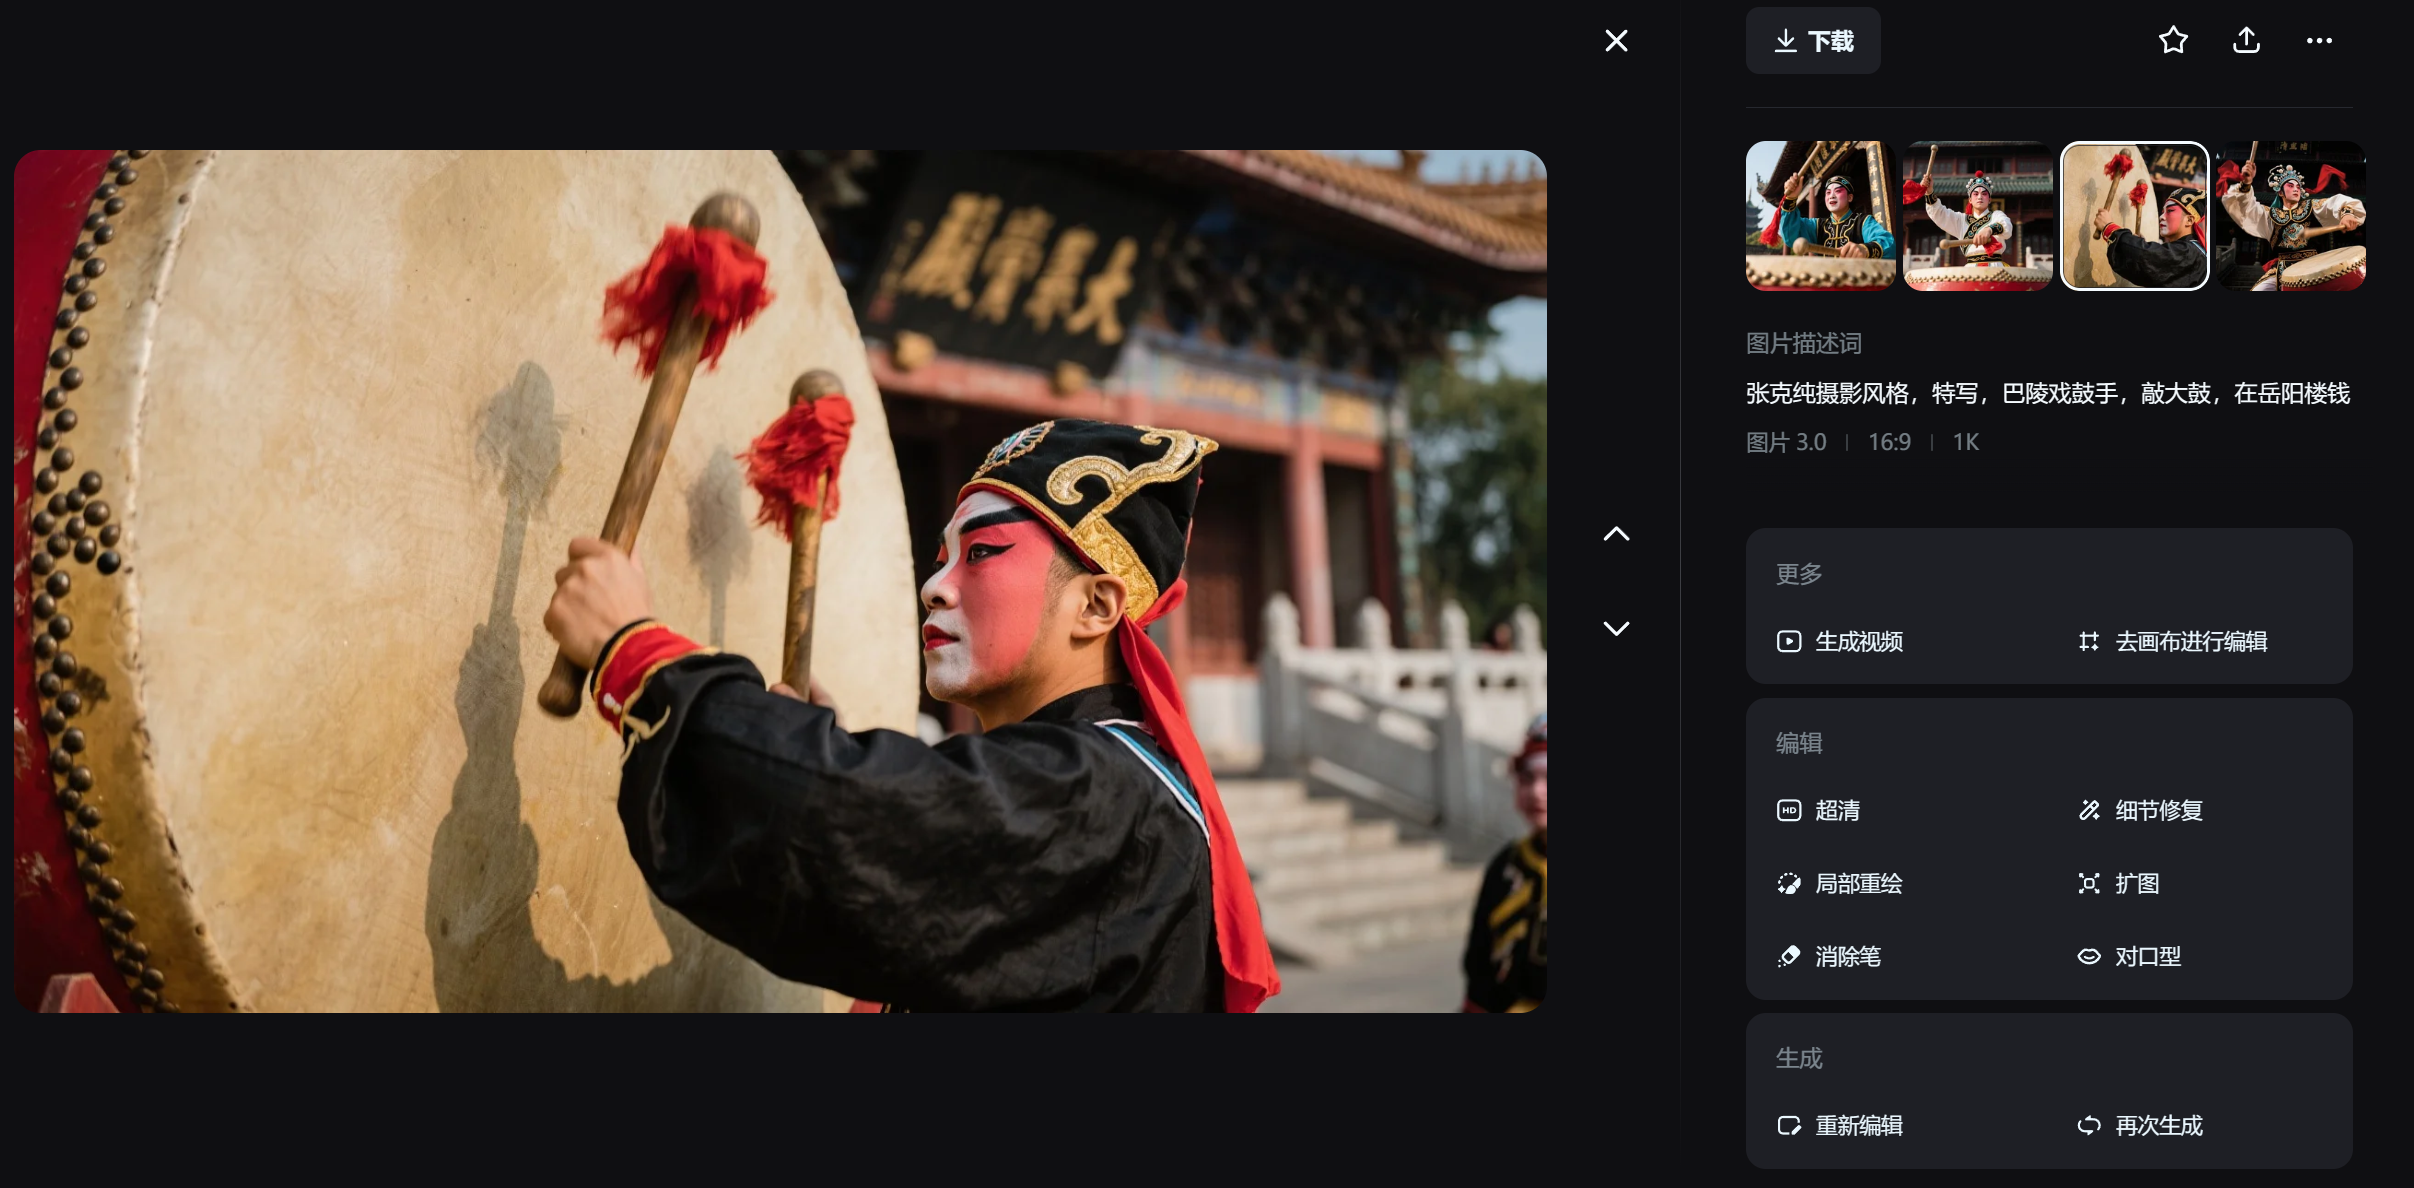 下载
图片描述词
张克纯摄影风格，特写，巴陵戏鼓手，敲大鼓，在岳阳楼钱
图片 3.0 | 16:9 | 1K
更多
生成视频
去画布进行编辑
编辑
HD 超清
细节修复
局部重绘
扩图
消除笔
对口型
生成
重新编辑
再次生成